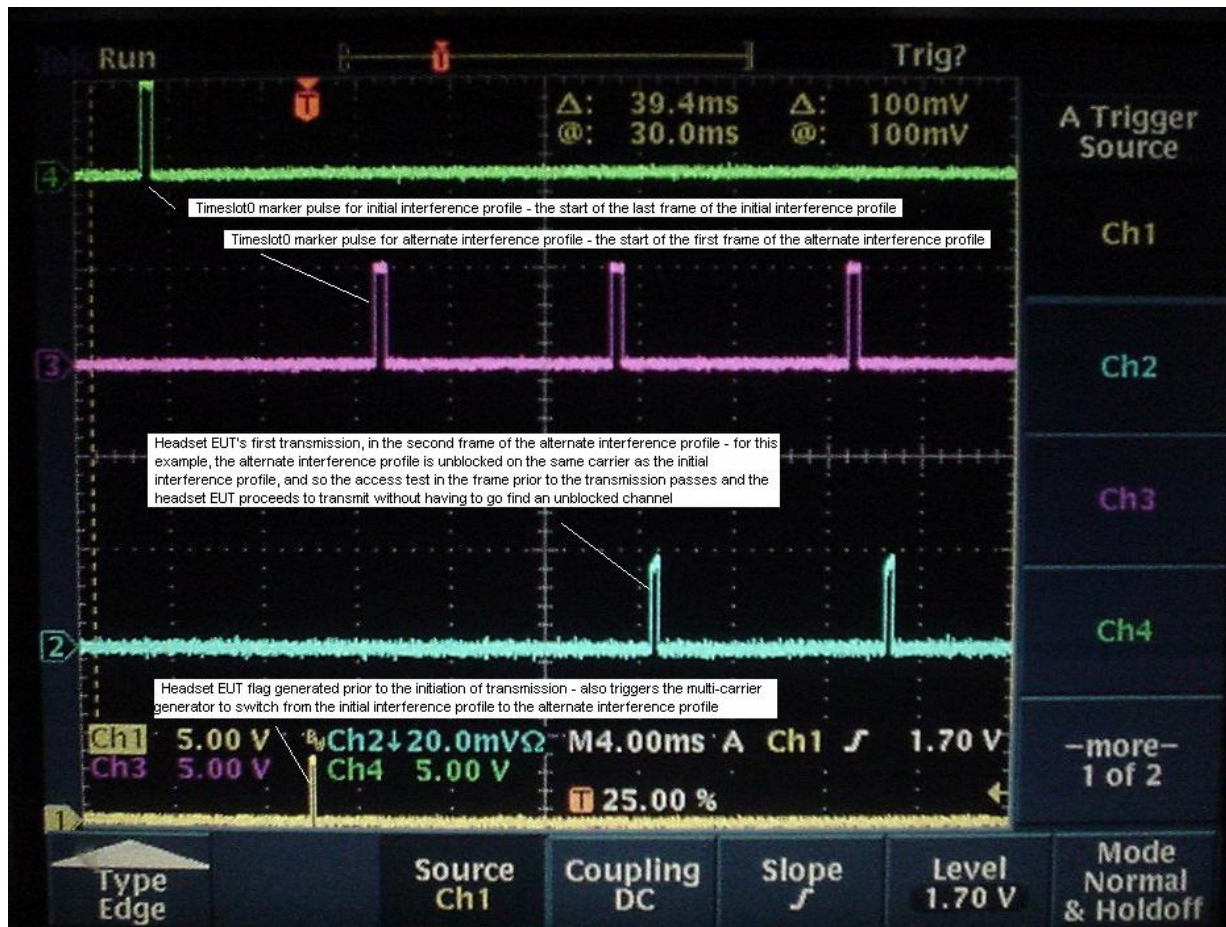 Tek Run
Trig?
T
T
Δ: 39.4ms Δ: 100mV
@: 30.0ms @: 100mV
A Trigger
Source
4
Timeslot0 marker pulse for initial interference profile - the start of the last frame of the initial interference profile
Timeslot0 marker pulse for alternate interference profile - the start of the first frame of the alternate interference profile
Ch1
3
Ch2
Headset EUT's first transmission, in the second frame of the alternate interference profile - for this
example, the alternate interference profile is unblocked on the same carrier as the initial
interference profile, and so the access test in the frame prior to the transmission passes and the
headset EUT proceeds to transmit without having to go find an unblocked channel
Ch3
2
Ch4
Headset EUT flag generated prior to the initiation of transmission - also triggers the multi-carrier
generator to switch from the initial interference profile to the alternate interference profile
Ch1 5.00 V BW Ch2↓20.0mVΩ M4.00ms A Ch1 ʃ 1.70 V
Ch3 5.00 V Ch4 5.00 V
T 25.00 %
-more-
1 of 2
1
Type
Edge
Source
Ch1
Coupling
DC
Slope
ʃ
Level
1.70 V
Mode
Normal
& Holdoff